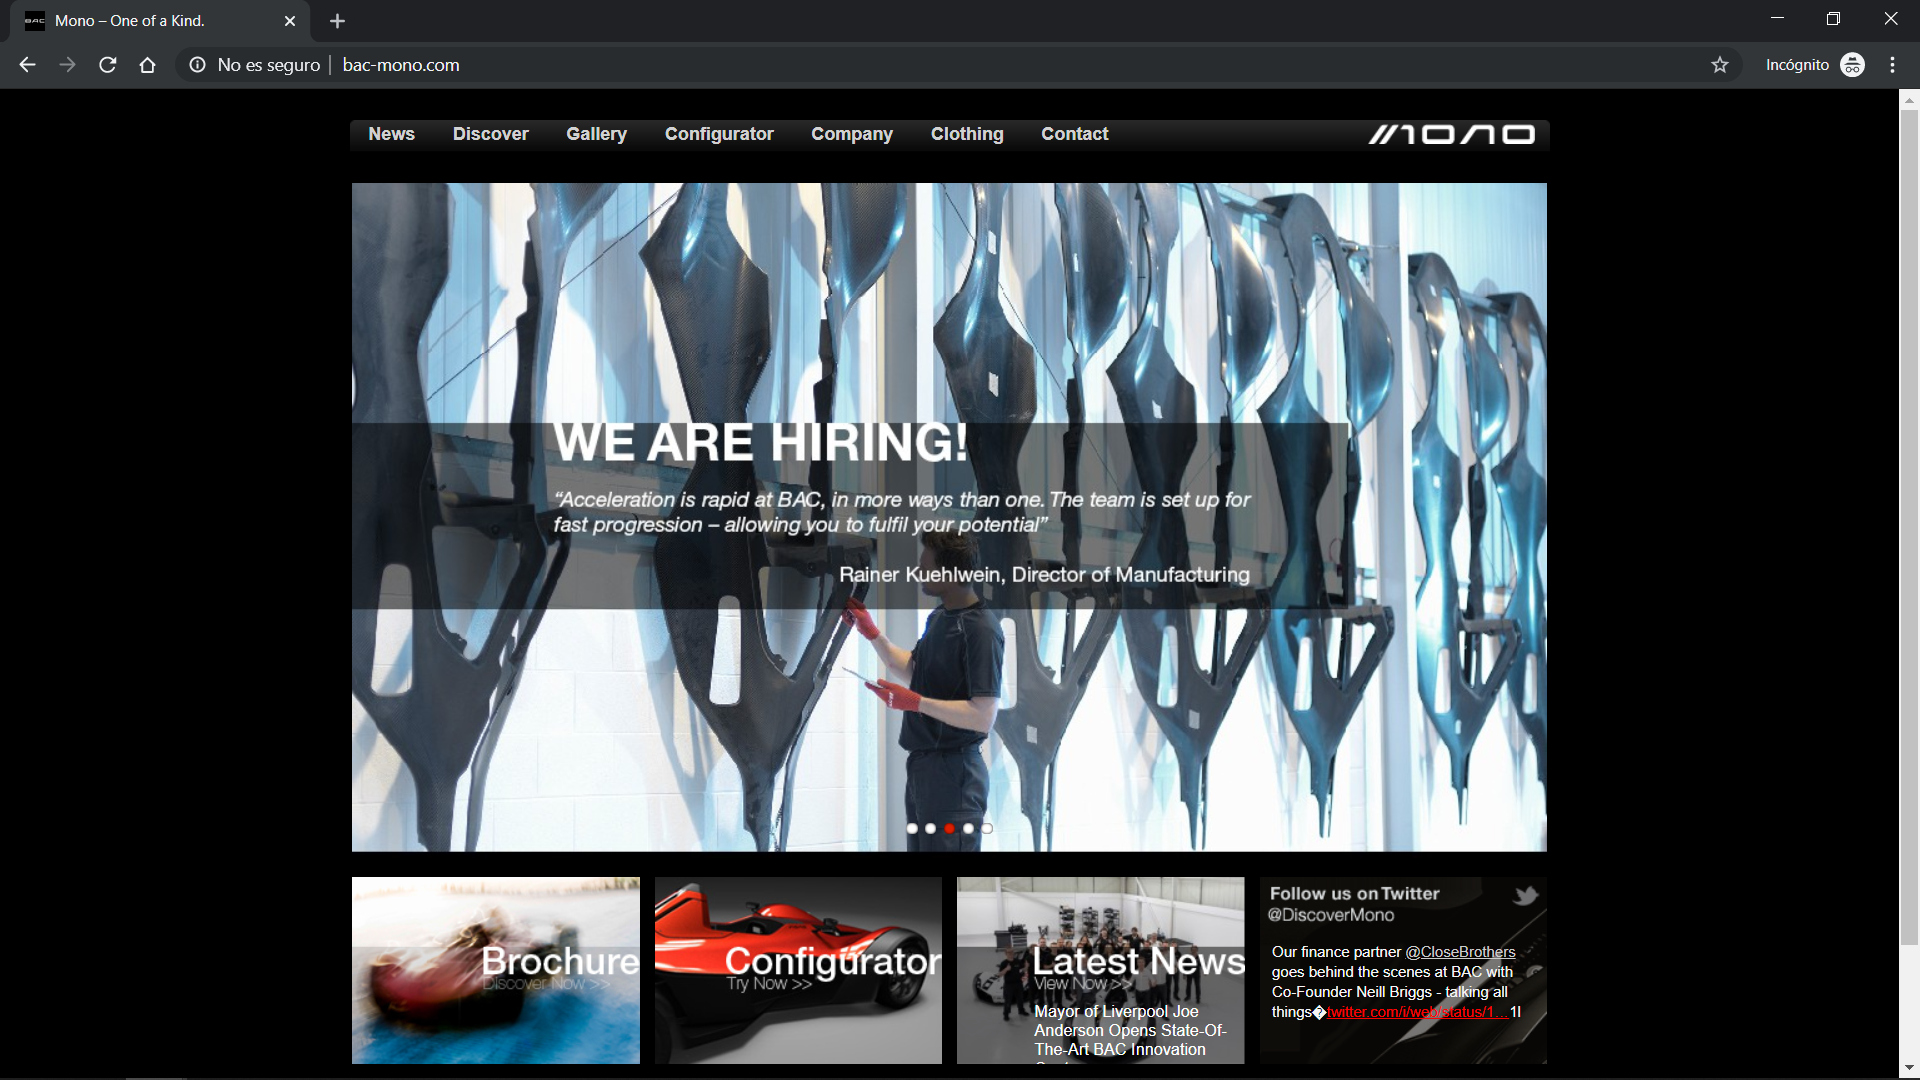 Mono – One of a Kind.
No es seguro
bac-mono.com
Incógnito
News
Discover
Gallery
Configurator
Company
Clothing
Contact
MONO
WE ARE HIRING!
“Acceleration is rapid at BAC, in more ways than one. The team is set up for
fast progression – allowing you to fulfil your potential”
Rainer Kuehlwein, Director of Manufacturing
Brochure
Discover Now >>
Configurator
Try Now >>
Latest News
View Now >>
Mayor of Liverpool Joe
Anderson Opens State-Of-
The-Art BAC Innovation
Follow us on Twitter
@DiscoverMono
Our finance partner @CloseBrothers
goes behind the scenes at BAC with
Co-Founder Neill Briggs - talking all
things�twitter.com/i/web/status/1…1l